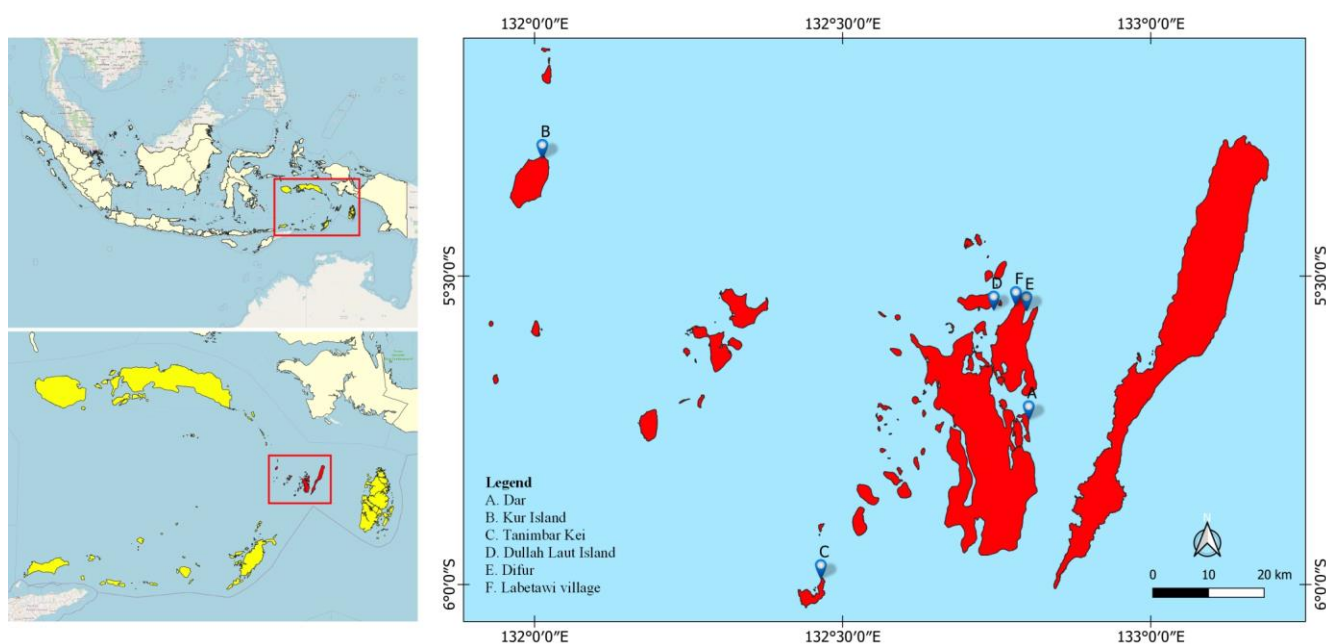 132°0′0″E
132°30′0″E
133°0′0″E
B
5°30′0″S
5°30′0″S
D
F
E
A
Legend
A. Dar
B. Kur Island
C. Tanimbar Kei
D. Dullah Laut Island
E. Difur
F. Labetawi village
C
N
0 10 20 km
6°0′0″S
6°0′0″S
132°0′0″E
132°30′0″E
133°0′0″E